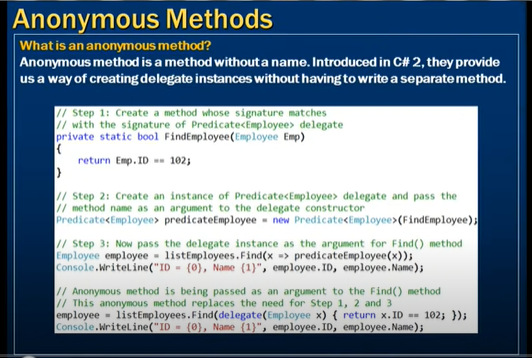 Anonymous Methods
What is an anonymous method?
Anonymous method is a method without a name. Introduced in C# 2, they provide
us a way of creating delegate instances without having to write a separate method.
// Step 1: Create a method whose signature matches
// with the signature of Predicate<Employee> delegate
private static bool FindEmployee(Employee Emp)
{
    return Emp.ID == 102;
}
// Step 2: Create an instance of Predicate<Employee> delegate and pass the
// method name as an argument to the delegate constructor
Predicate<Employee> predicateEmployee = new Predicate<Employee>(FindEmployee);
// Step 3: Now pass the delegate instance as the argument for Find() method
Employee employee = listEmployees.Find(x => predicateEmployee(x));
Console.WriteLine("ID = {0}, Name {1}", employee.ID, employee.Name);
// Anonymous method is being passed as an argument to the Find() method
// This anonymous method replaces the need for Step 1, 2 and 3
employee = listEmployees.Find(delegate(Employee x) { return x.ID == 102; });
Console.WriteLine("ID = {0}, Name {1}", employee.ID, employee.Name);